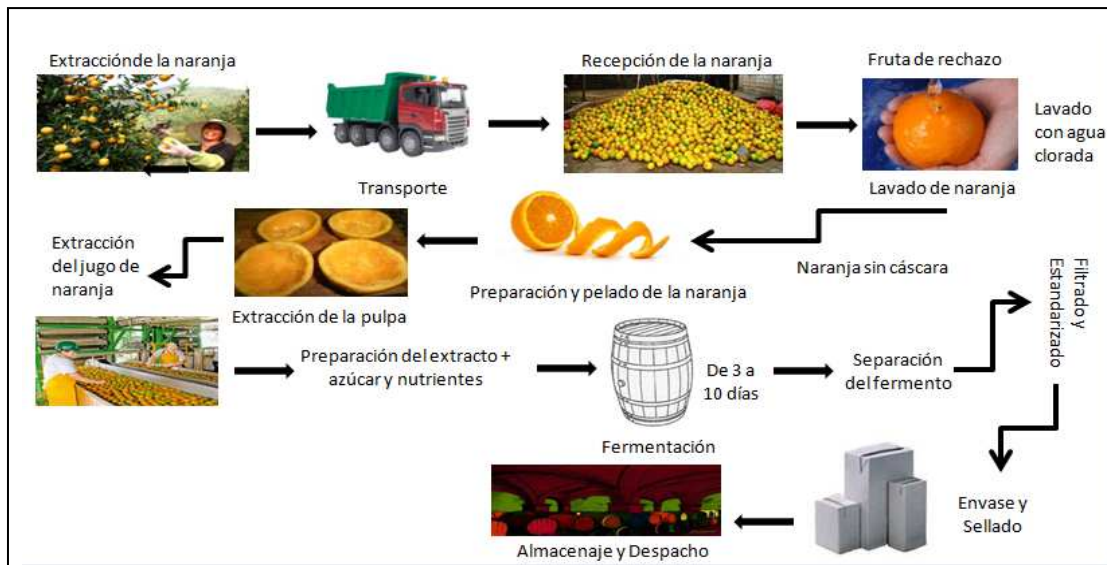 Extracciónde la naranja
Recepción de la naranja
Fruta de rechazo
Lavado
con agua
clorada
Transporte
Lavado de naranja
Extracción
del jugo de
naranja
Naranja sin cáscara
Preparación y pelado de la naranja
Extracción de la pulpa
Filtrado y
Estandarizado
Preparación del extracto +
azúcar y nutrientes
De 3 a
10 días
Separación
del fermento
Fermentación
Envase y
Sellado
Almacenaje y Despacho